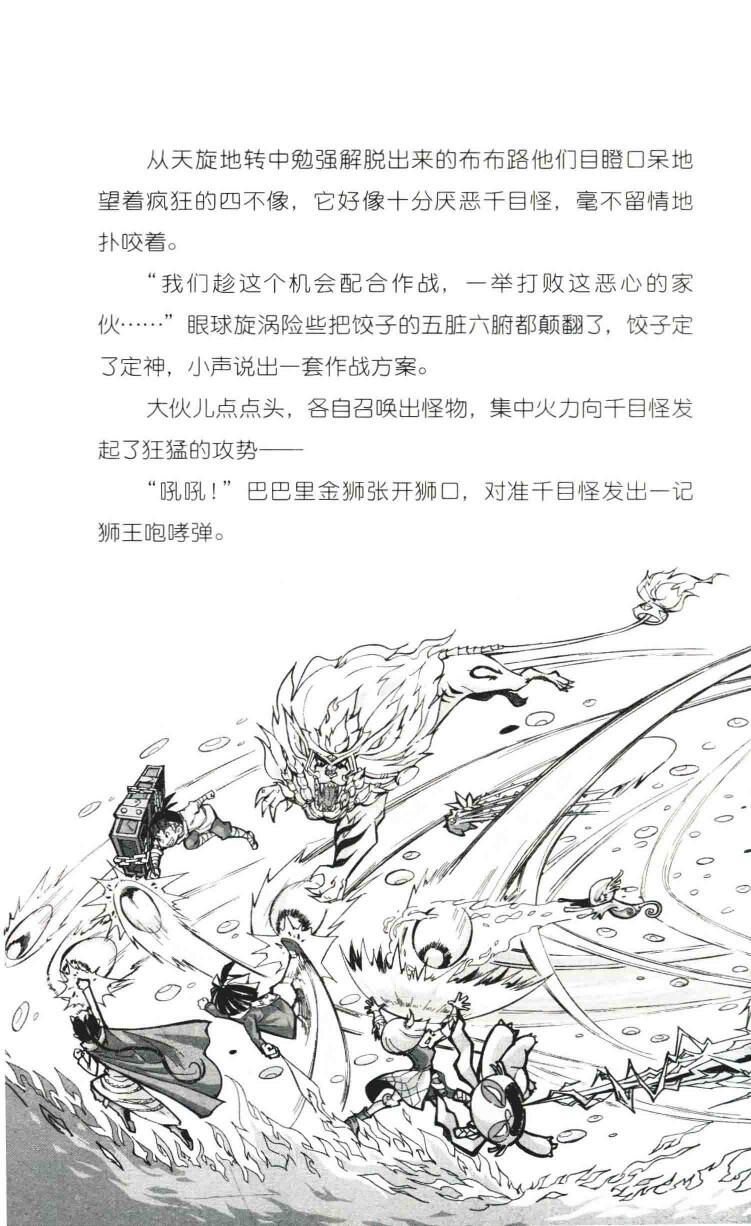 从天旋地转中勉强解脱出来的布布路他们目瞪口呆地
望着疯狂的四不像，它好像十分厌恶千目怪，毫不留情地
扑咬着。
“我们趁这个机会配合作战，一举打败这恶心的家
伙……”眼球旋涡险些把饺子的五脏六腑都颠翻了，饺子定
了定神，小声说出一套作战方案。
大伙儿点点头，各自召唤出怪物，集中火力向千目怪发
起了狂猛的攻势——
“吼吼！”巴巴里金狮张开狮口，对准千目怪发出一记
狮王咆哮弹。